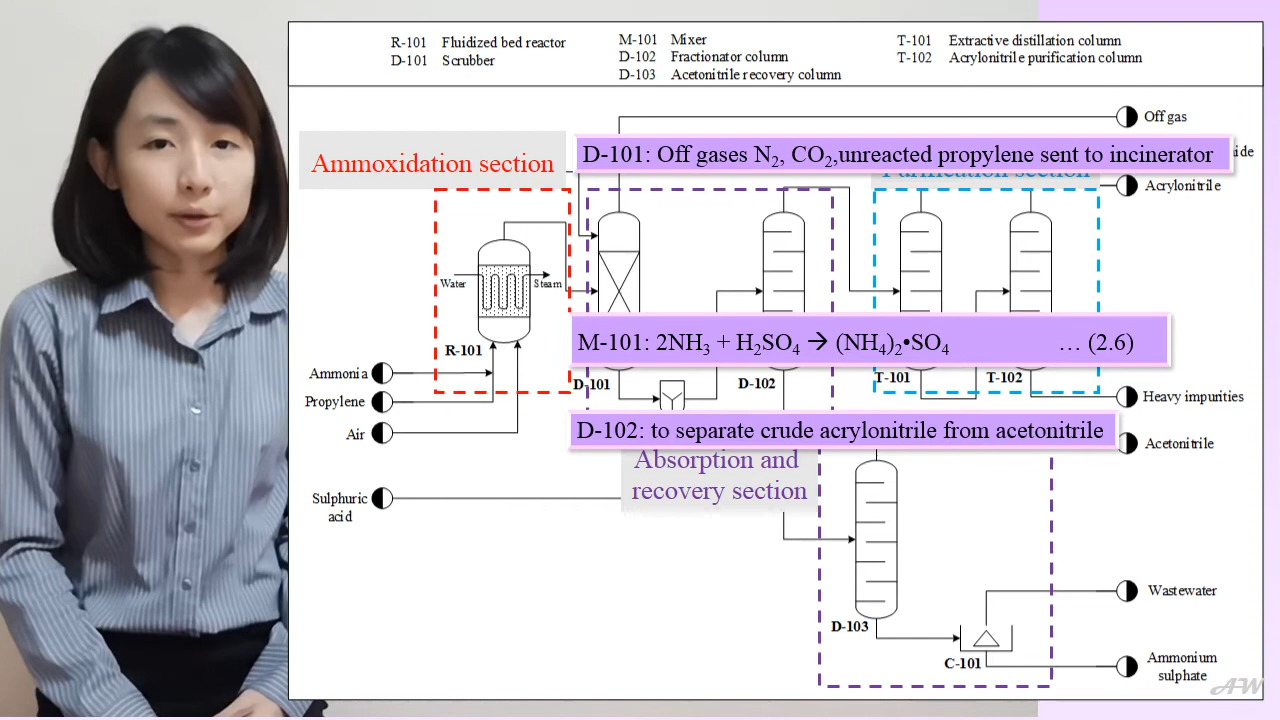 R-101 Fluidized bed reactor
D-101 Scrubber
M-101 Mixer
D-102 Fractionator column
D-103 Acetonitrile recovery column
T-101 Extractive distillation column
T-102 Acrylonitrile purification column
Off gas
Ammoxidation section
D-101: Off gases N₂, CO₂,unreacted propylene sent to incinerator
ide
Purification section
Acrylonitrile
Water
Steam
R-101
M-101: 2NH₃ + H₂SO₄ → (NH₄)₂•SO₄ … (2.6)
Ammonia
D-101
D-102
T-101
T-102
Propylene
Heavy impurities
Air
D-102: to separate crude acrylonitrile from acetonitrile
Acetonitrile
Absorption and
recovery section
Sulphuric
acid
Wastewater
D-103
C-101
Ammonium
sulphate
AW